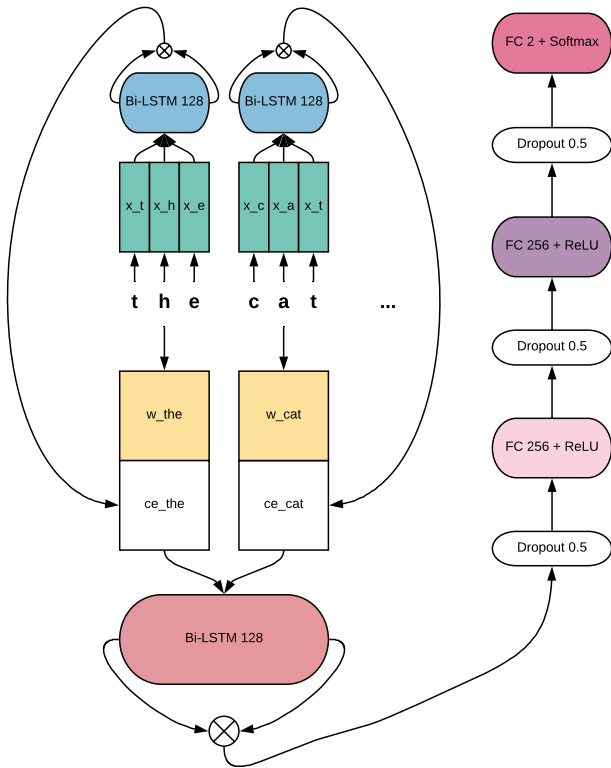 Bi-LSTM 128
Bi-LSTM 128
x_t x_h x_e
x_c x_a x_t
t h e
c a t
...
w_the
w_cat
ce_the
ce_cat
Bi-LSTM 128
FC 2 + Softmax
Dropout 0.5
FC 256 + ReLU
Dropout 0.5
FC 256 + ReLU
Dropout 0.5